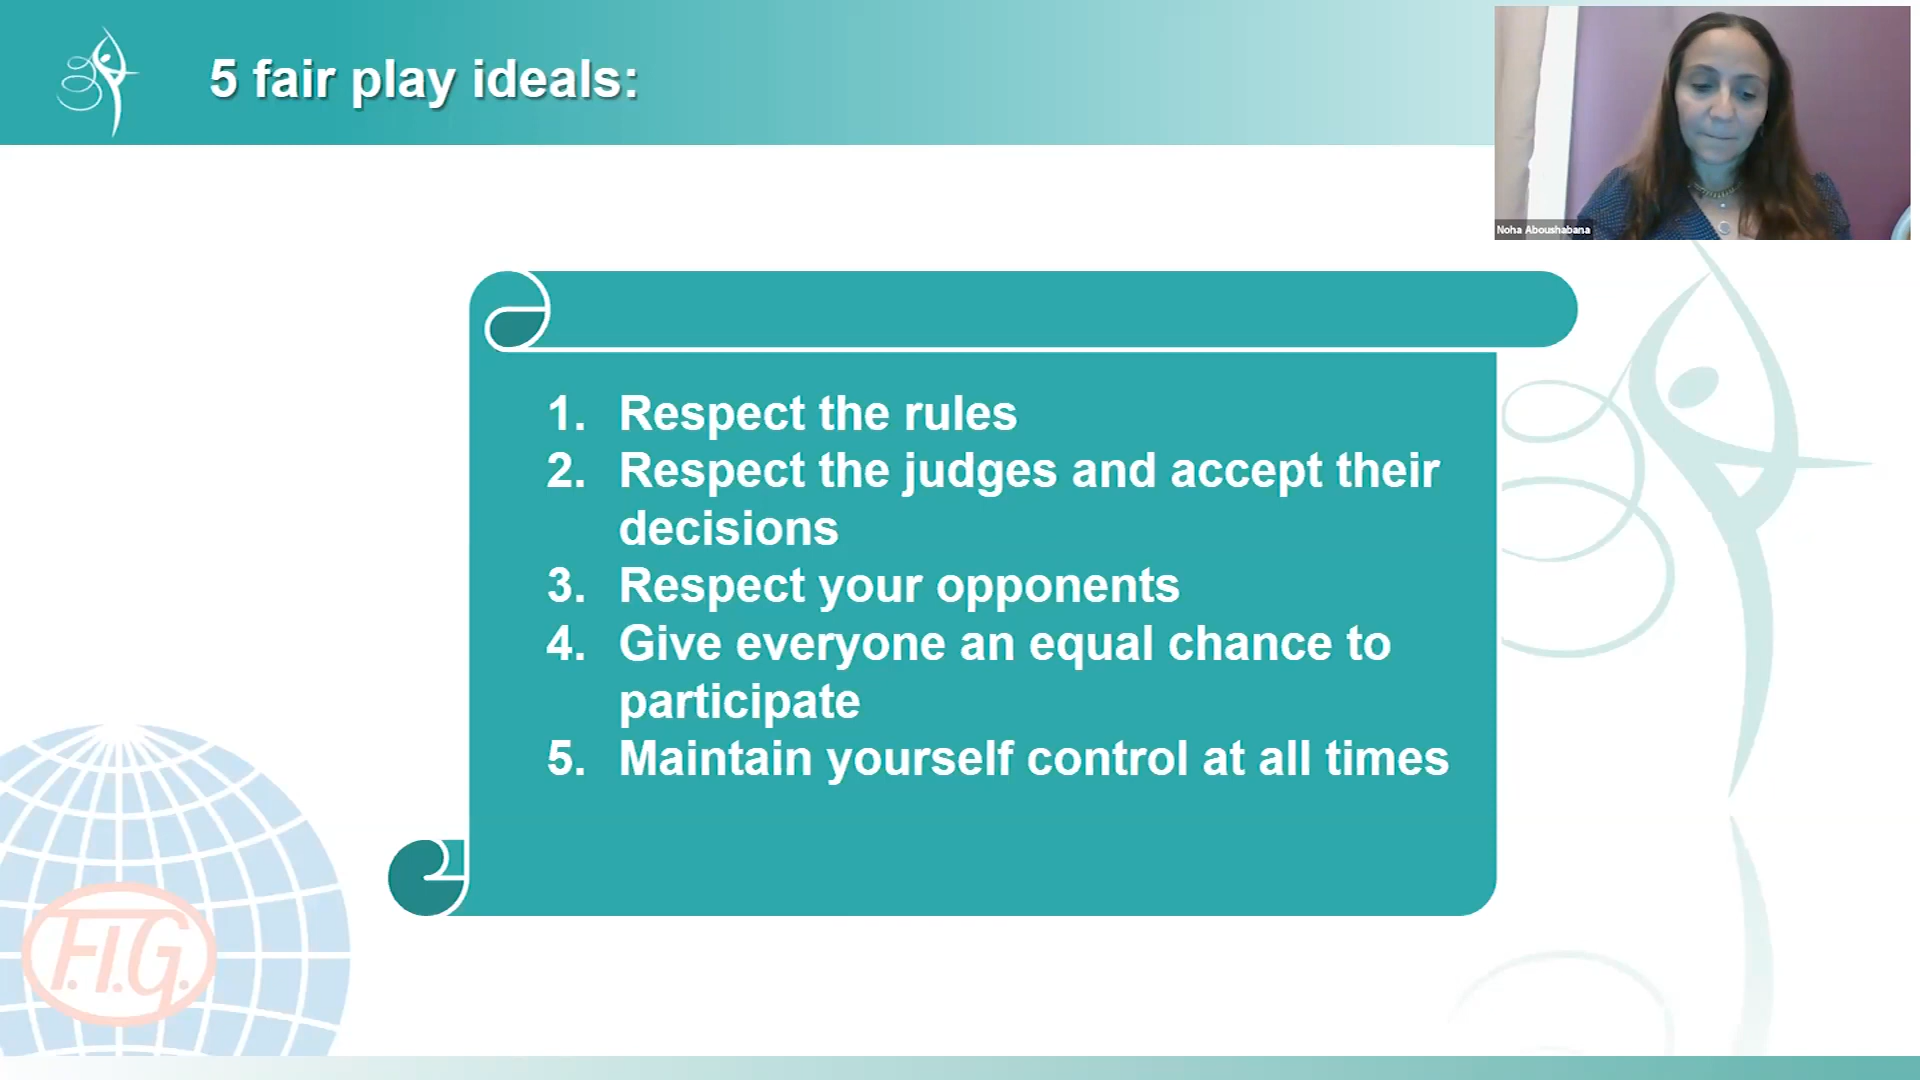 5 fair play ideals:
Noha Aboushabana
1. Respect the rules
2. Respect the judges and accept their
decisions
3. Respect your opponents
4. Give everyone an equal chance to
participate
5. Maintain yourself control at all times
F.I.G.